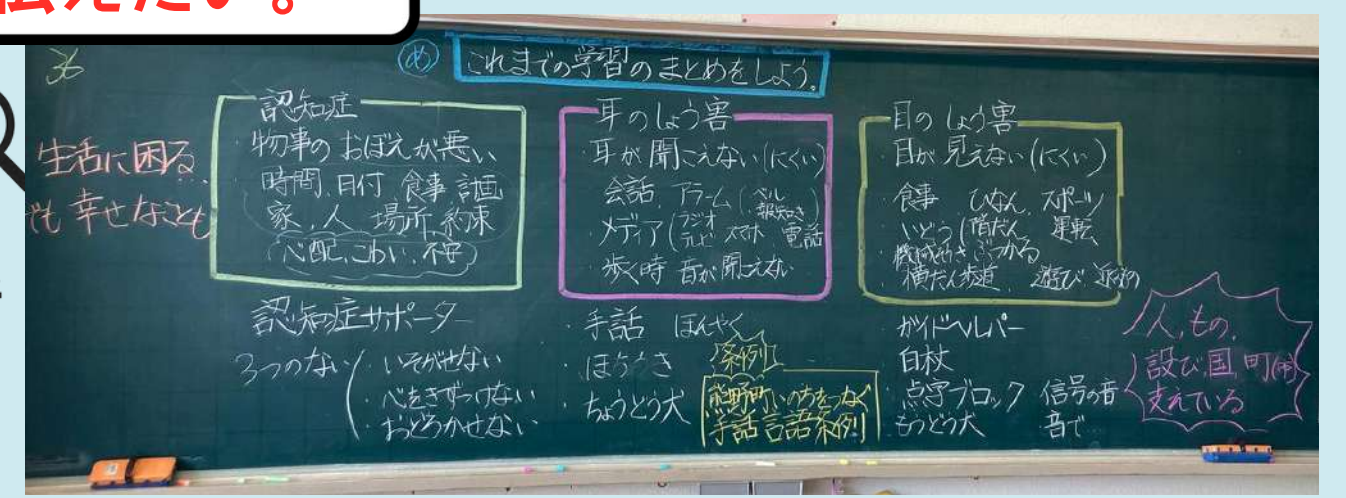 伝えたい。
36
め これまでの学習のまとめをしよう。
生活に困る
でも幸せなことも
認知症
・物事のおぼえが悪い
時間、日付 食事 計画
家、人 場所、約束
心配、こわい、不安
認知症サポーター
3つのない
・いそがせない
・心をきずつけない
・おどろかせない
耳のしょう害
・耳が聞こえない(にくい)
会話 アラーム(ベル 報知き)
メディア(ラジオ テレビ スマホ 電話
・歩く時 音が聞こえない
・手話 ほんやく
・ほちょうき
・ちょうどう犬
条例
熊野町いのちをつなぐ
手話言語条例
目のしょう害
・目が見えない(にくい)
・食事 ひなん スポーツ
・いどう(階だん 運転
ぶつかる
横だん歩道 遊び
・ガイドヘルパー
・白杖
・点字ブロック 信号の音
・もうどう犬 音で
人、もの、
設び、国、町(市)
支えている